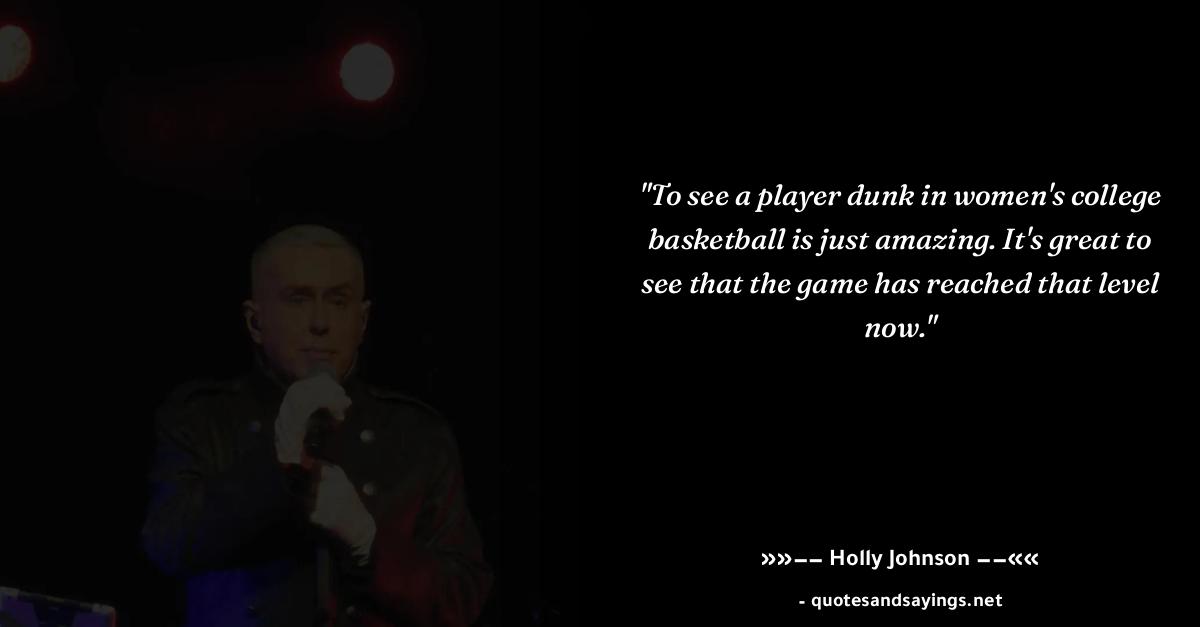 "To see a player dunk in women's college
basketball is just amazing. It's great to
see that the game has reached that level
now."
»»−− Holly Johnson −−««
- quotesandsayings.net